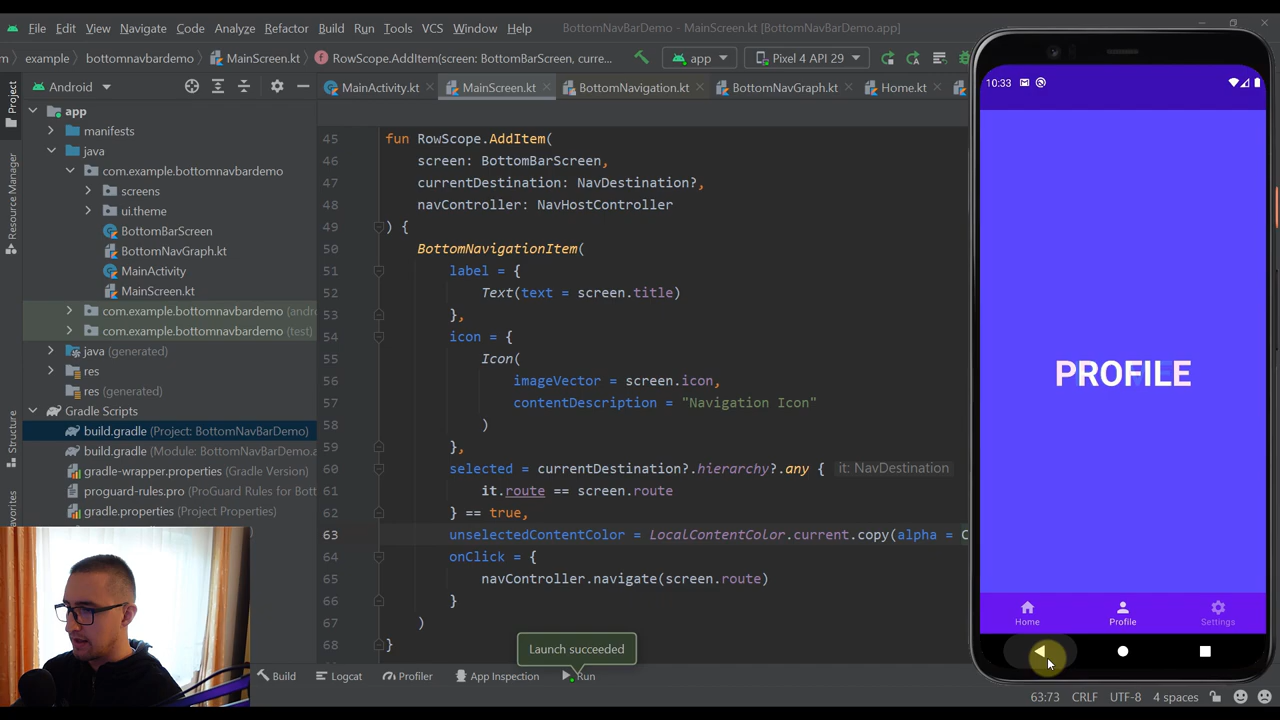 File Edit View Navigate Code Analyze Refactor Build Run Tools VCS Window Help BottomNavBarDemo - MainScreen.kt [BottomNavBarDemo.app]
example bottomnavbardemo MainScreen.kt RowScope.AddItem(screen: BottomBarScreen, curre... app Pixel 4 API 29
Android
MainActivity.kt MainScreen.kt BottomNavigation.kt BottomNavGraph.kt Home.kt
Project
Resource Manager
Structure
Favorites
app
manifests
java
com.example.bottomnavbardemo
screens
ui.theme
BottomBarScreen
BottomNavGraph.kt
MainActivity
MainScreen.kt
com.example.bottomnavbardemo (andr
com.example.bottomnavbardemo (test)
java (generated)
res
res (generated)
Gradle Scripts
build.gradle (Project: BottomNavBarDemo)
build.gradle (Module: BottomNavBarDemo.a
gradle-wrapper.properties (Gradle Version)
proguard-rules.pro (ProGuard Rules for Bott
gradle.properties (Project Properties)
45 fun RowScope.AddItem(
46 screen: BottomBarScreen,
47 currentDestination: NavDestination?,
48 navController: NavHostController
49 ) {
50 BottomNavigationItem(
51 label = {
52 Text(text = screen.title)
53 },
54 icon = {
55 Icon(
56 imageVector = screen.icon,
57 contentDescription = "Navigation Icon"
58 )
59 },
60 selected = currentDestination?.hierarchy?.any { it: NavDestination
61 it.route == screen.route
62 } == true,
63 unselectedContentColor = LocalContentColor.current.copy(alpha = C
64 onClick = {
65 navController.navigate(screen.route)
66 }
67 )
68 }
Launch succeeded
Build Logcat Profiler App Inspection Run
63:73 CRLF UTF-8 4 spaces
10:33
PROFILE
Home Profile Settings